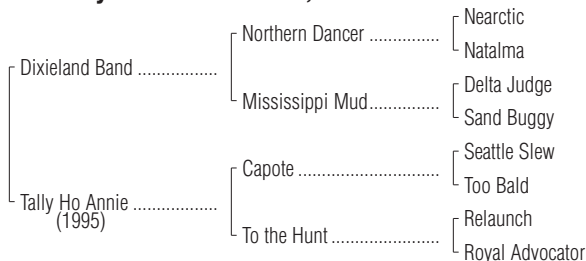 Nearctic
Northern Dancer ...............
Natalma
Dixieland Band .................
Delta Judge
Mississippi Mud...............
Sand Buggy
Seattle Slew
Capote ..............................
Too Bald
Tally Ho Annie ..................
(1995)
Relaunch
To the Hunt .......................
Royal Advocator